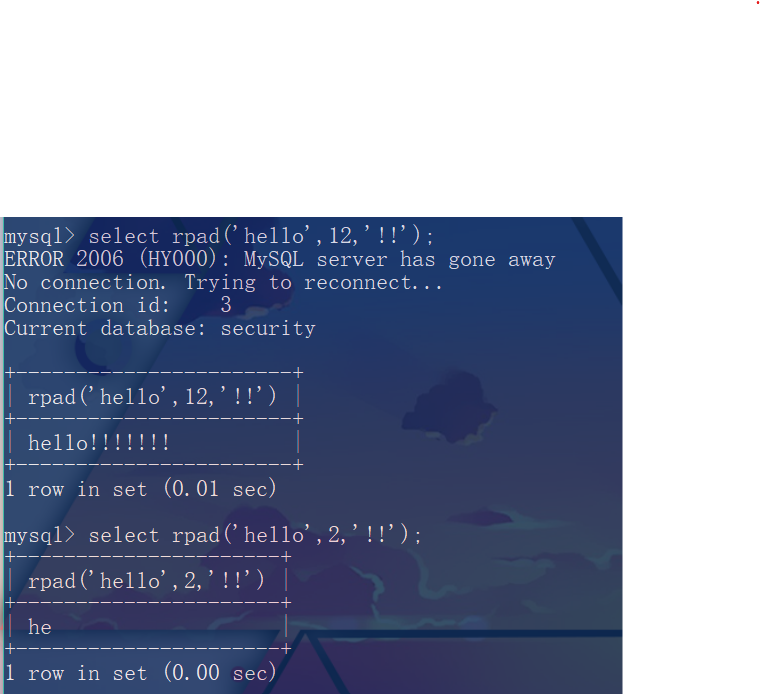 mysql> select rpad('hello',12,'!!');
ERROR 2006 (HY000): MySQL server has gone away
No connection. Trying to reconnect...
Connection id:    3
Current database: security
+-----------------------+
| rpad('hello',12,'!!') |
+-----------------------+
| hello!!!!!!!          |
+-----------------------+
1 row in set (0.01 sec)
mysql> select rpad('hello',2,'!!');
+----------------------+
| rpad('hello',2,'!!') |
+----------------------+
| he                   |
+----------------------+
1 row in set (0.00 sec)